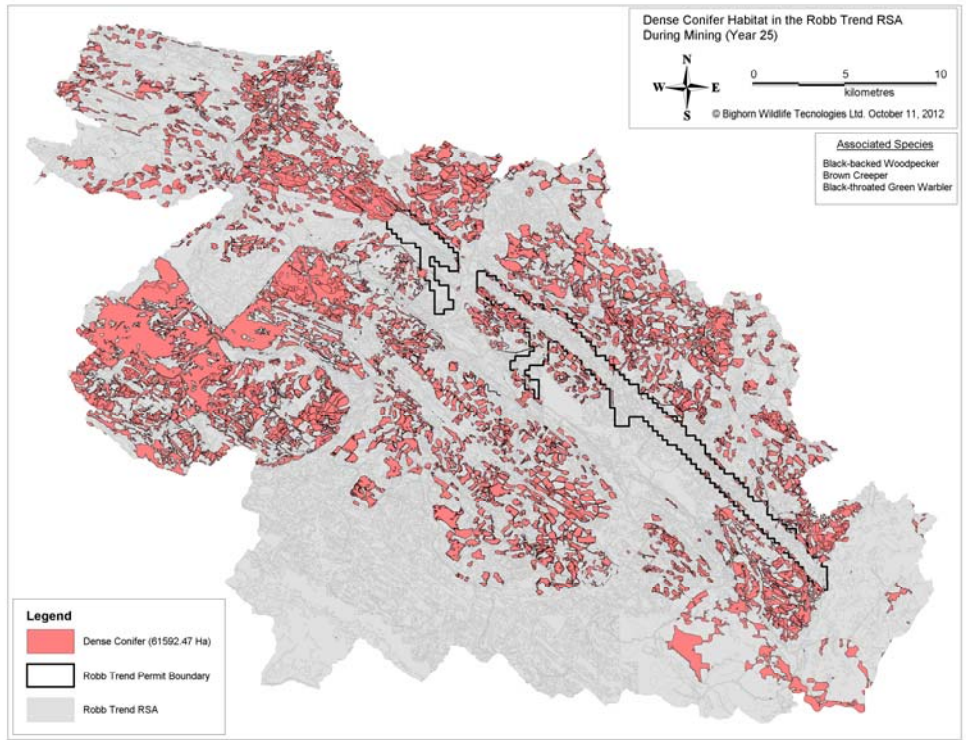 Dense Conifer Habitat in the Robb Trend RSA
During Mining (Year 25)
N
W E
S
0 5 10
kilometres
© Bighorn Wildlife Tecnologies Ltd. October 11, 2012
Associated Species
Black-backed Woodpecker
Brown Creeper
Black-throated Green Warbler
Legend
Dense Conifer (61592.47 Ha)
Robb Trend Permit Boundary
Robb Trend RSA